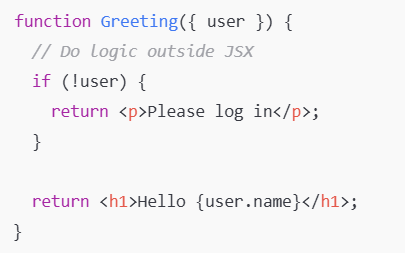 function Greeting({ user }) {
  // Do logic outside JSX
  if (!user) {
    return <p>Please log in</p>;
  }

  return <h1>Hello {user.name}</h1>;
}